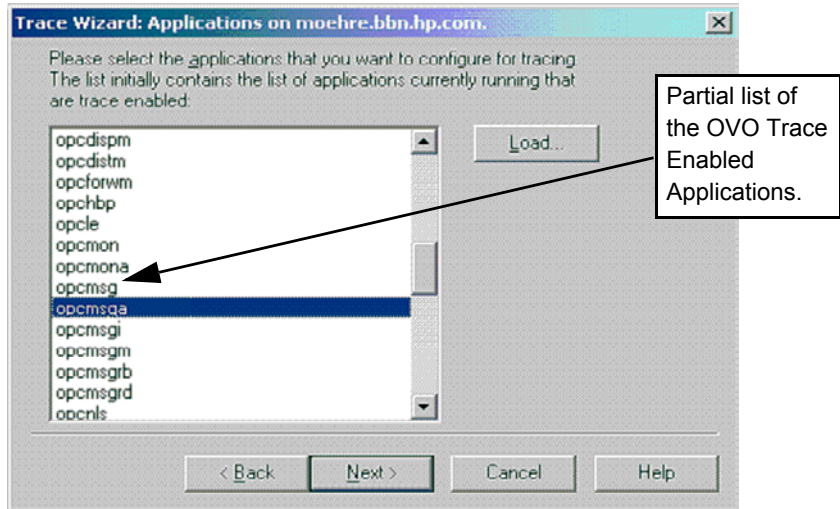 Trace Wizard: Applications on moehre.bbn.hp.com.
Please select the applications that you want to configure for tracing.
The list initially contains the list of applications currently running that
are trace enabled:
opcdispm
opcdistm
opcforwm
opchbp
opcle
opcmon
opcmona
opcmsg
opcmsga
opcmsgi
opcmsgm
opcmsgrb
opcmsgrd
opcnls
Load...
Partial list of
the OVO Trace
Enabled
Applications.
< Back
Next >
Cancel
Help